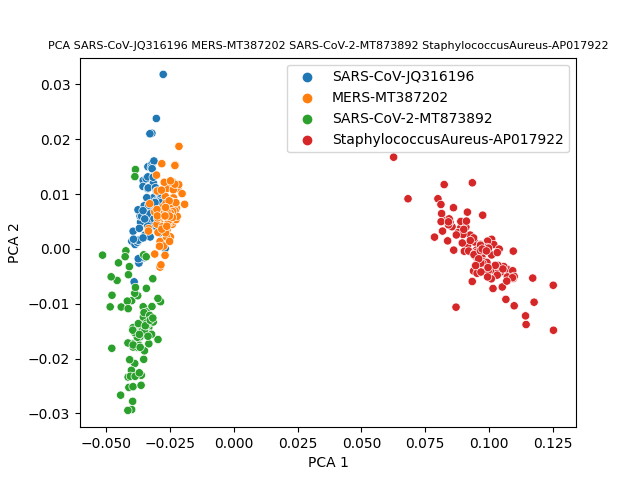 PCA SARS-CoV-JQ316196 MERS-MT387202 SARS-CoV-2-MT873892 StaphylococcusAureus-AP017922
SARS-CoV-JQ316196
MERS-MT387202
SARS-CoV-2-MT873892
StaphylococcusAureus-AP017922
0.03
0.02
0.01
0.00
−0.01
−0.02
−0.03
PCA 2
−0.050
−0.025
0.000
0.025
0.050
0.075
0.100
0.125
PCA 1